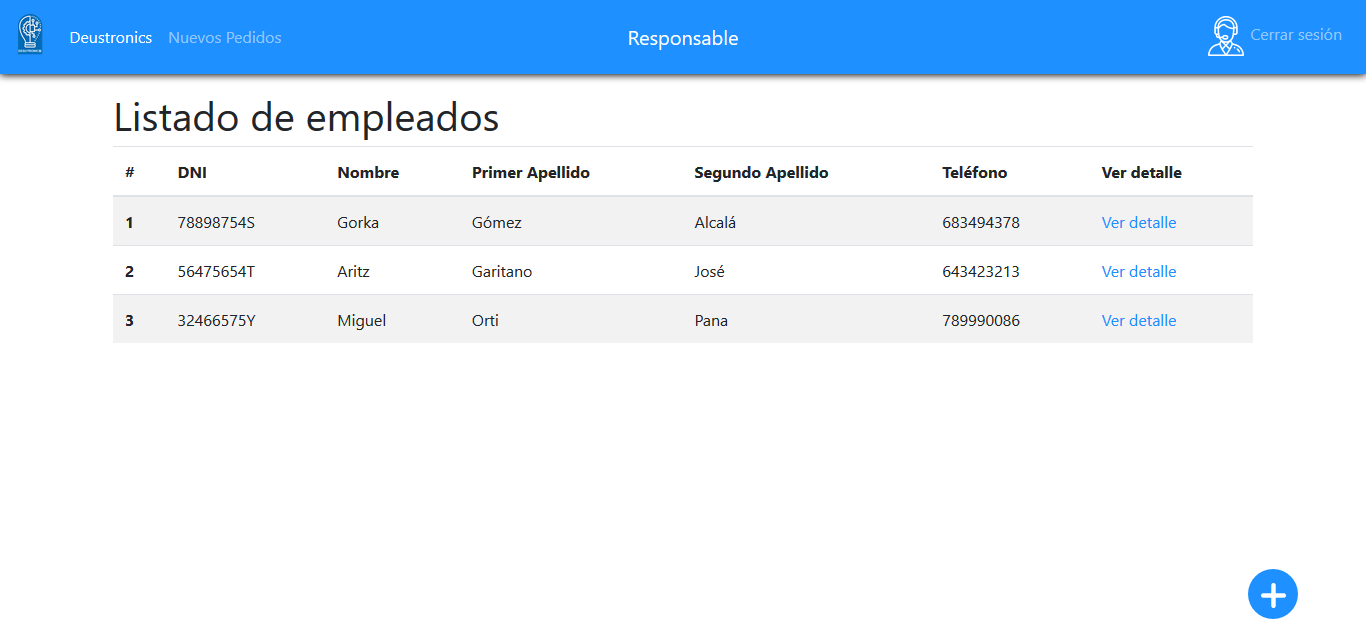 DEUSTRONICS
Deustronics Nuevos Pedidos Responsable Cerrar sesión
Listado de empleados
# DNI Nombre Primer Apellido Segundo Apellido Teléfono Ver detalle
1 78898754S Gorka Gómez Alcalá 683494378 Ver detalle
2 56475654T Aritz Garitano José 643423213 Ver detalle
3 32466575Y Miguel Orti Pana 789990086 Ver detalle